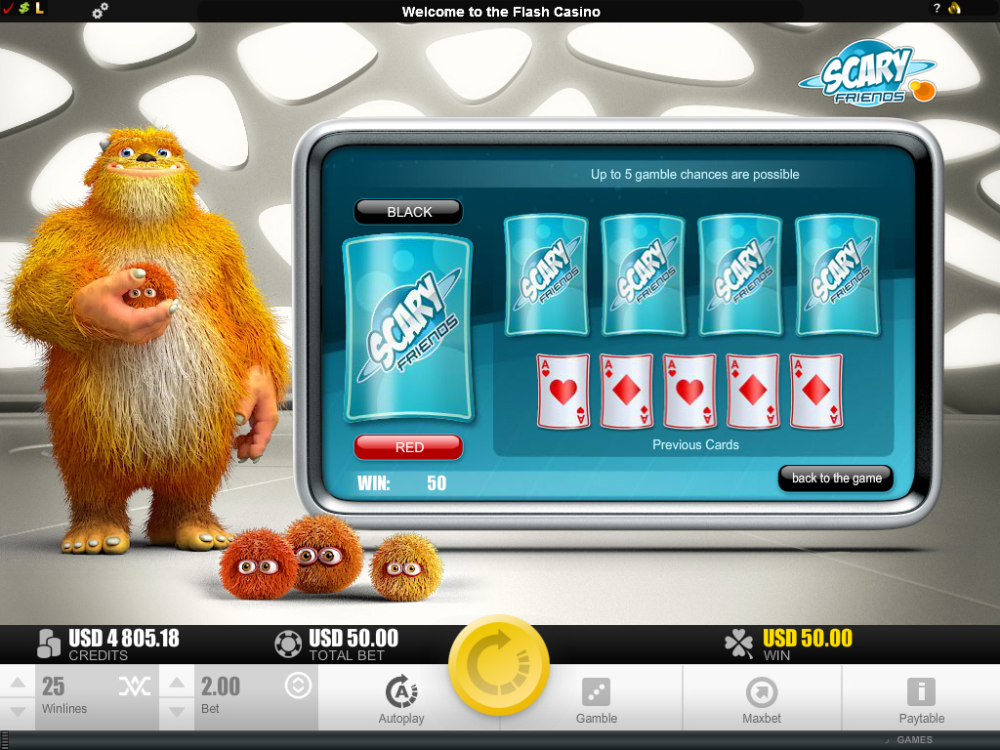 L
Welcome to the Flash Casino
?
SCARY
FRIENDS
Up to 5 gamble chances are possible
BLACK
SCARY
FRIENDS
SCARY
FRIENDS
SCARY
FRIENDS
SCARY
FRIENDS
SCARY
FRIENDS
A A A A A
A A A A A
RED
Previous Cards
WIN: 50
back to the game
USD 4 805.18
CREDITS
USD 50.00
TOTAL BET
USD 50.00
WIN
25
Winlines
2.00
Bet
A
Autoplay
Gamble
Maxbet
i
Paytable
GAMES